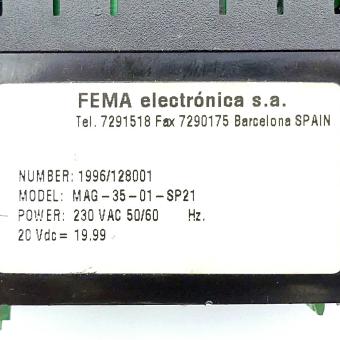 FEMA electrónica s.a.
Tel. 7291518 Fax 7290175 Barcelona SPAIN
NUMBER: 1996/128001
MODEL: MAG-35-01-SP21
POWER: 230 VAC 50/60 Hz.
20 Vdc = 19.99